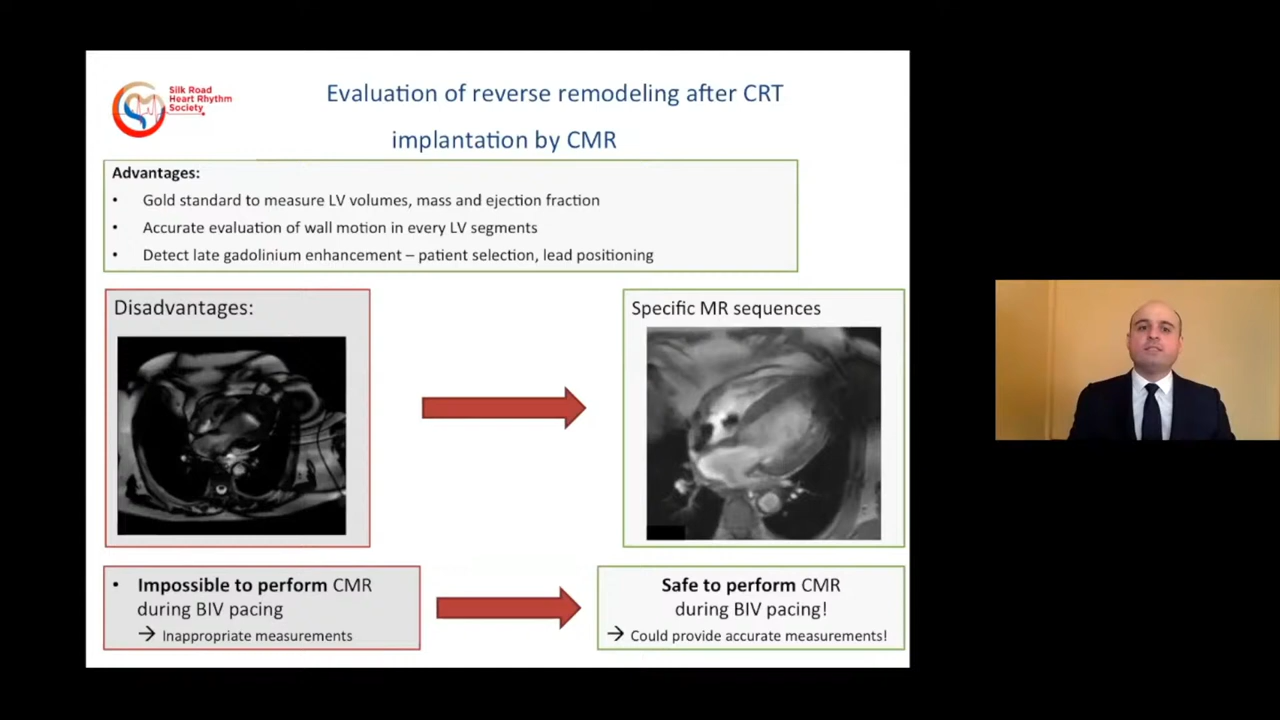 Silk Road
Heart Rhythm
Society
Evaluation of reverse remodeling after CRT
implantation by CMR
Advantages:
• Gold standard to measure LV volumes, mass and ejection fraction
• Accurate evaluation of wall motion in every LV segments
• Detect late gadolinium enhancement – patient selection, lead positioning
Disadvantages:
Specific MR sequences
• Impossible to perform CMR
during BIV pacing
→ Inappropriate measurements
Safe to perform CMR
during BIV pacing!
→ Could provide accurate measurements!